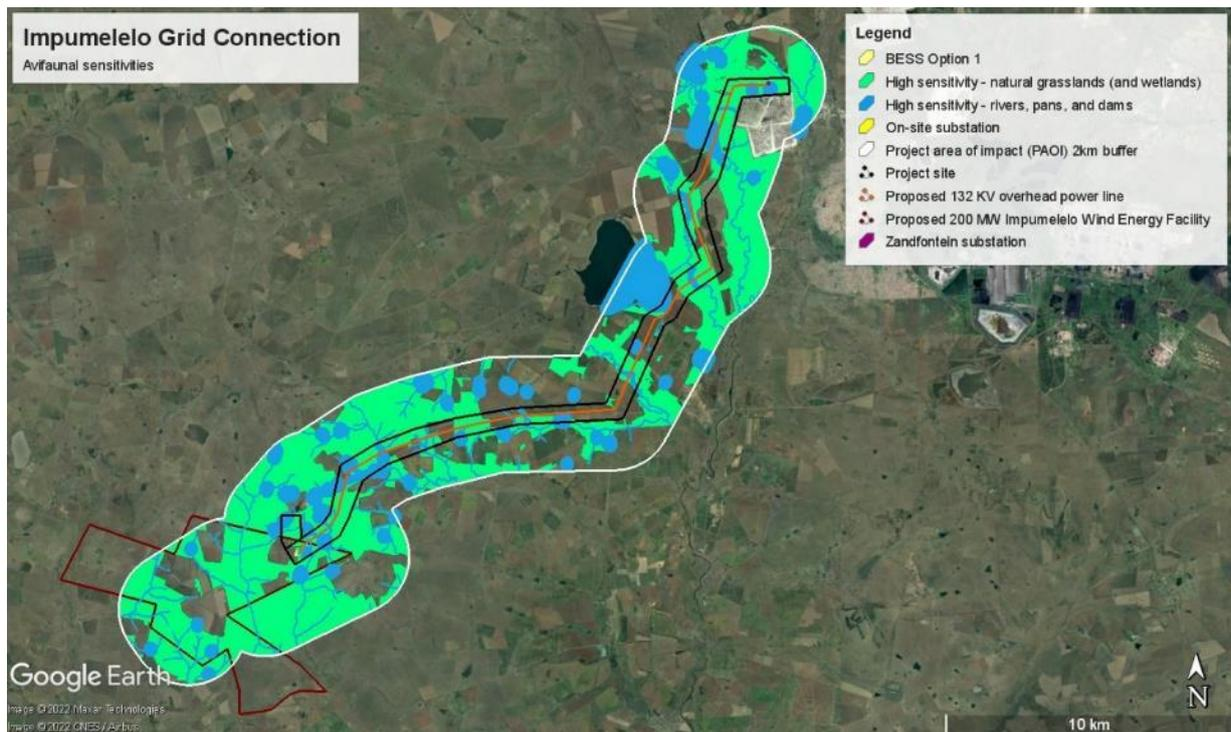 Impumelelo Grid Connection
Avifaunal sensitivities
Legend
BESS Option 1
High sensitivity - natural grasslands (and wetlands)
High sensitivity - rivers, pans, and dams
On-site substation
Project area of impact (PAOI) 2km buffer
Project site
Proposed 132 KV overhead power line
Proposed 200 MW Impumelelo Wind Energy Facility
Zandfontein substation
Google Earth
Image © 2022 Maxar Technologies
Image © 2022 CNES / Airbus
N
10 km